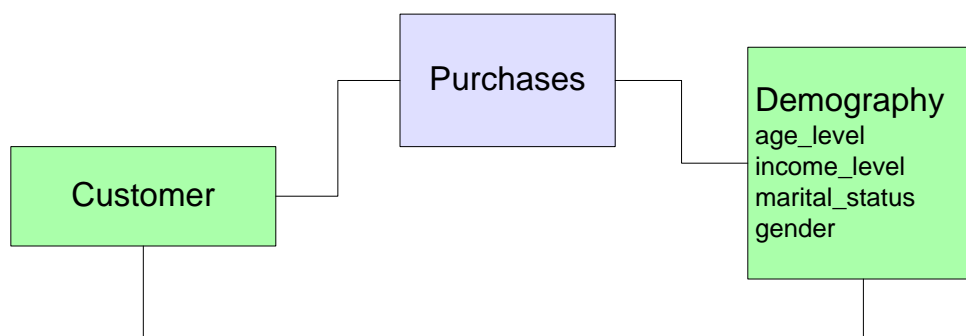 Purchases
Customer
Demography
age_level
income_level
marital_status
gender